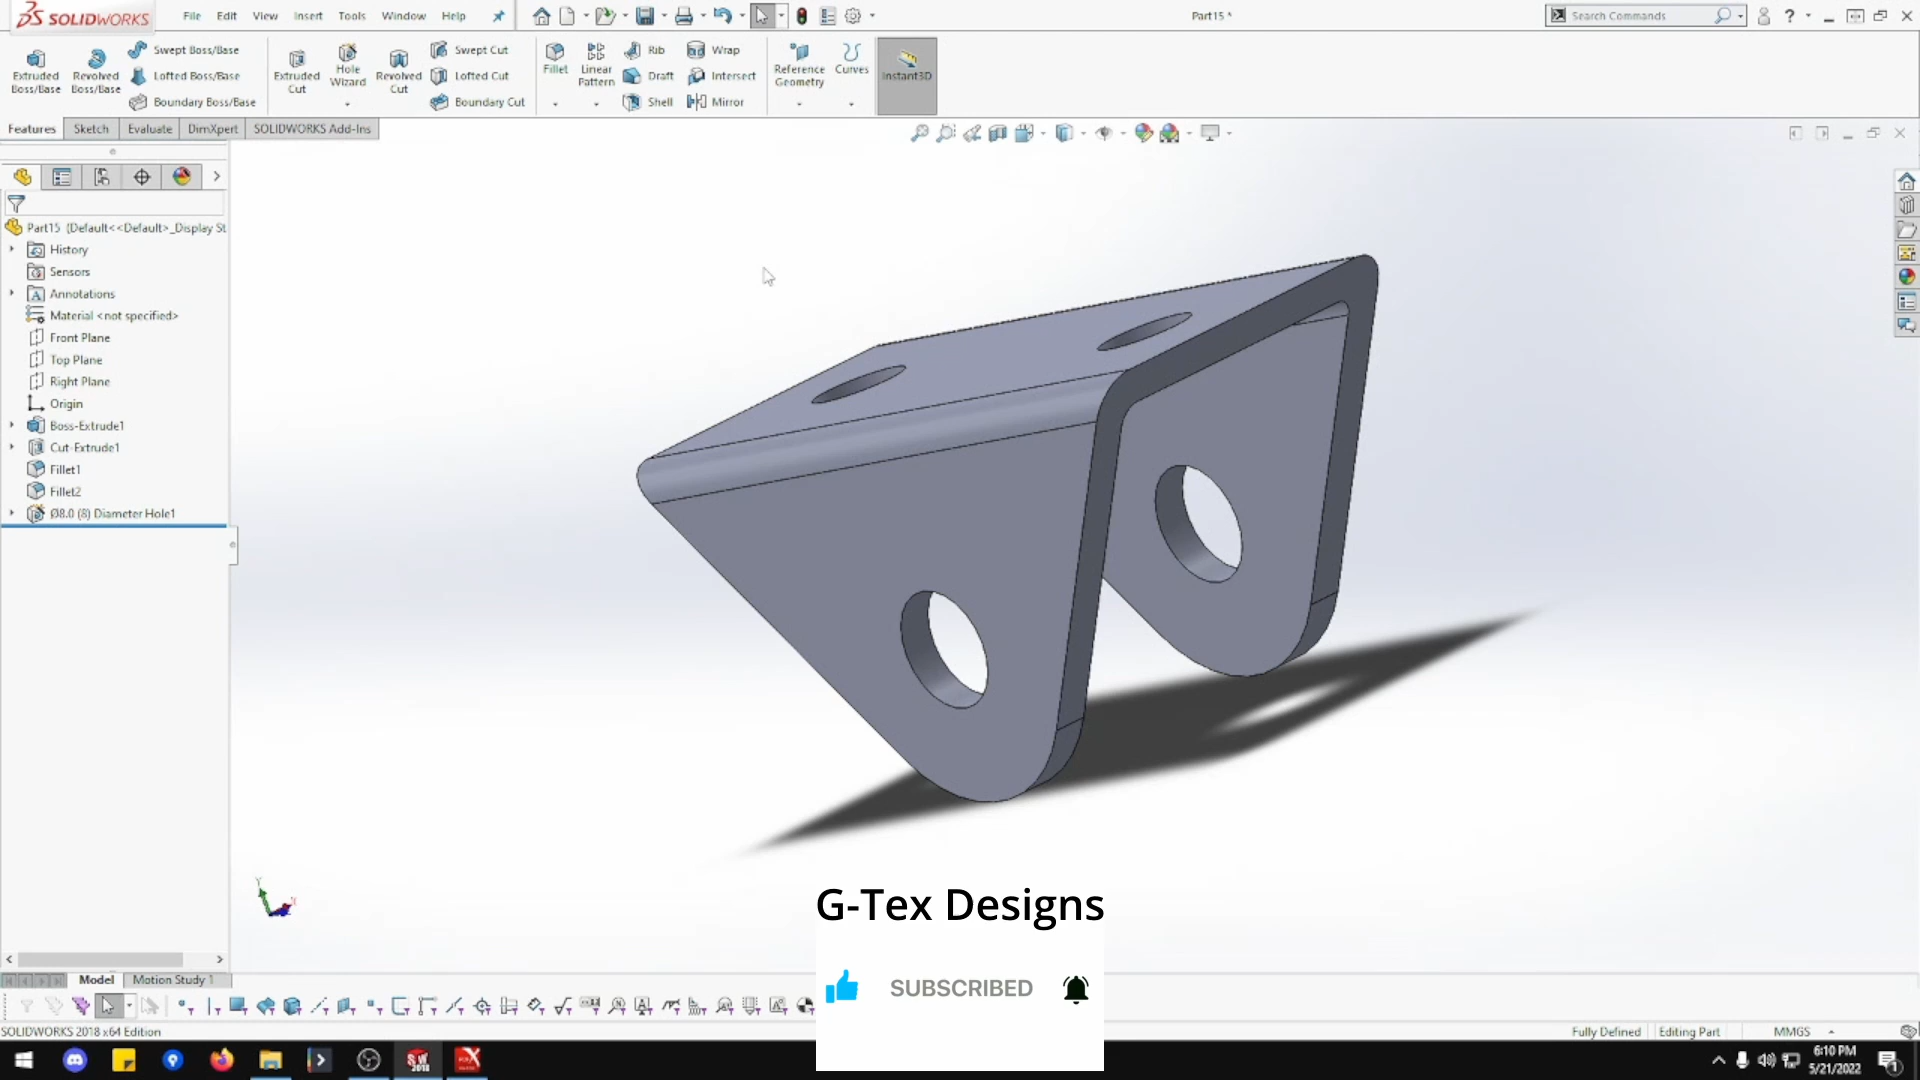 SOLIDWORKS
File Edit View Insert Tools Window Help
Part15 *
Search Commands
Extruded Boss/Base
Revolved Boss/Base
Swept Boss/Base
Lofted Boss/Base
Boundary Boss/Base
Extruded Cut
Hole Wizard
Revolved Cut
Swept Cut
Lofted Cut
Boundary Cut
Fillet
Linear Pattern
Rib
Draft
Shell
Wrap
Intersect
Mirror
Reference Geometry
Curves
Instant3D
Features Sketch Evaluate DimXpert SOLIDWORKS Add-Ins
Part15 (Default<<Default>_Display St
History
Sensors
Annotations
Material <not specified>
Front Plane
Top Plane
Right Plane
Origin
Boss-Extrude1
Cut-Extrude1
Fillet1
Fillet2
Ø8.0 (8) Diameter Hole1
G-Tex Designs
SUBSCRIBED
Model Motion Study 1
SOLIDWORKS 2018 x64 Edition
Fully Defined Editing Part MMGS
6:10 PM
5/21/2022